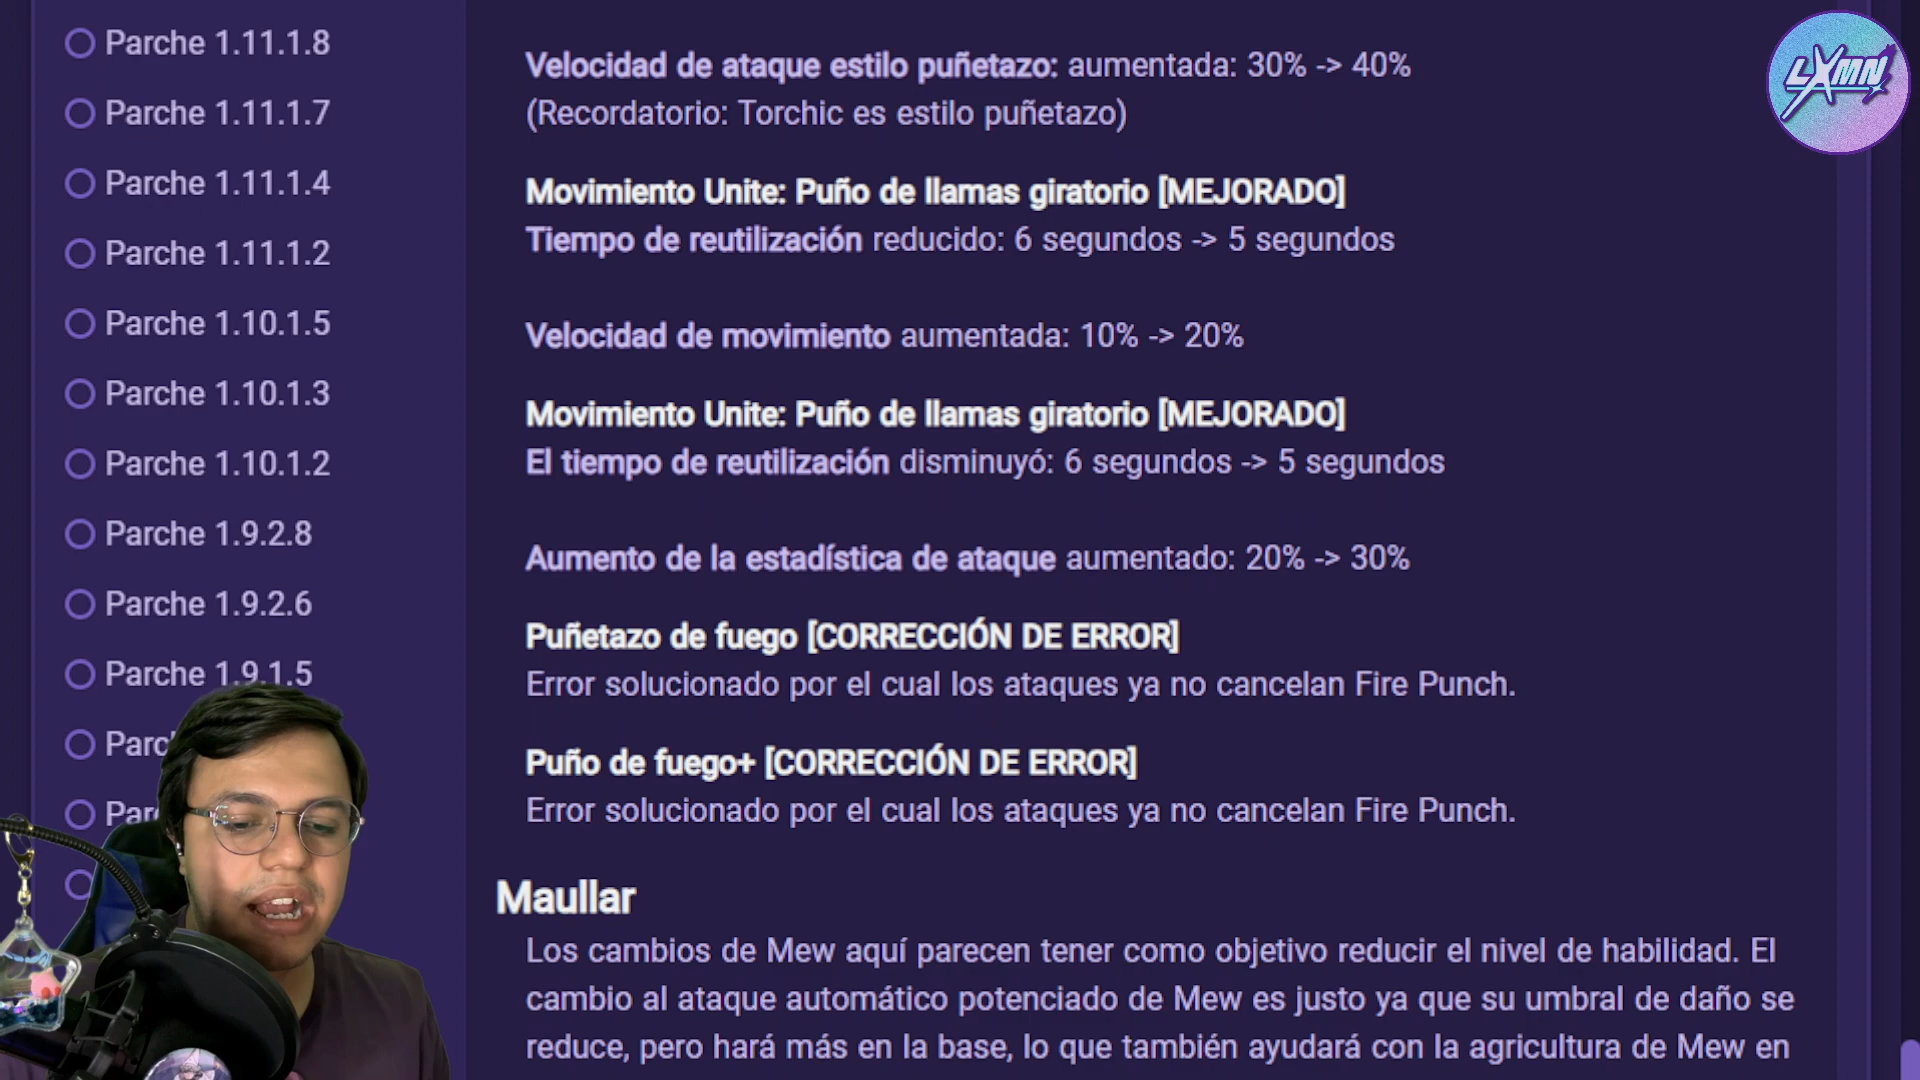 Parche 1.11.1.8
Parche 1.11.1.7
Parche 1.11.1.4
Parche 1.11.1.2
Parche 1.10.1.5
Parche 1.10.1.3
Parche 1.10.1.2
Parche 1.9.2.8
Parche 1.9.2.6
Parche 1.9.1.5
Velocidad de ataque estilo puñetazo: aumentada: 30% -> 40%
(Recordatorio: Torchic es estilo puñetazo)
Movimiento Unite: Puño de llamas giratorio [MEJORADO]
Tiempo de reutilización reducido: 6 segundos -> 5 segundos
Velocidad de movimiento aumentada: 10% -> 20%
Movimiento Unite: Puño de llamas giratorio [MEJORADO]
El tiempo de reutilización disminuyó: 6 segundos -> 5 segundos
Aumento de la estadística de ataque aumentado: 20% -> 30%
Puñetazo de fuego [CORRECCIÓN DE ERROR]
Error solucionado por el cual los ataques ya no cancelan Fire Punch.
Puño de fuego+ [CORRECCIÓN DE ERROR]
Error solucionado por el cual los ataques ya no cancelan Fire Punch.
Maullar
Los cambios de Mew aquí parecen tener como objetivo reducir el nivel de habilidad. El
cambio al ataque automático potenciado de Mew es justo ya que su umbral de daño se
reduce, pero hará más en la base, lo que también ayudará con la agricultura de Mew en
LXMN